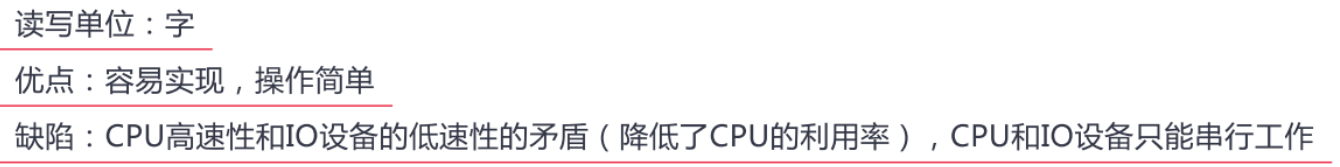 读写单位：字
优点：容易实现，操作简单
缺陷：CPU高速性和IO设备的低速性的矛盾（降低了CPU的利用率），CPU和IO设备只能串行工作